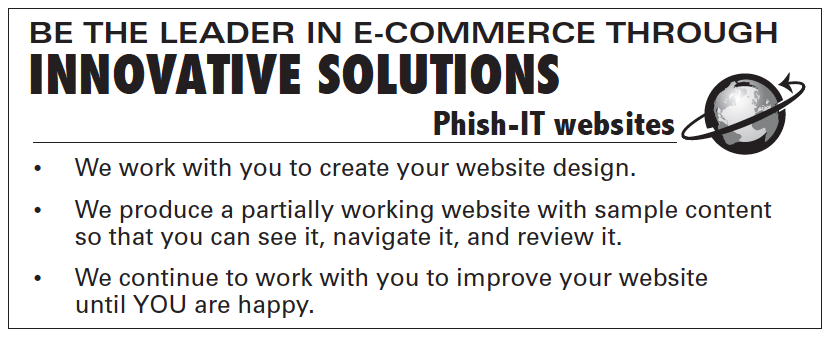 BE THE LEADER IN E-COMMERCE THROUGH
INNOVATIVE SOLUTIONS
Phish-IT websites
• We work with you to create your website design.
• We produce a partially working website with sample content
so that you can see it, navigate it, and review it.
• We continue to work with you to improve your website
until YOU are happy.